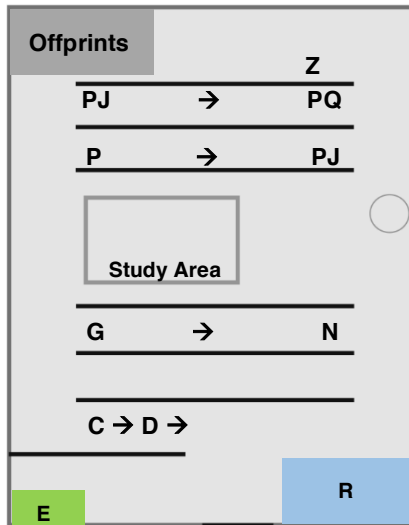 Offprints
Z
PJ → PQ
P → PJ
Study Area
G → N
C → D →
R
E